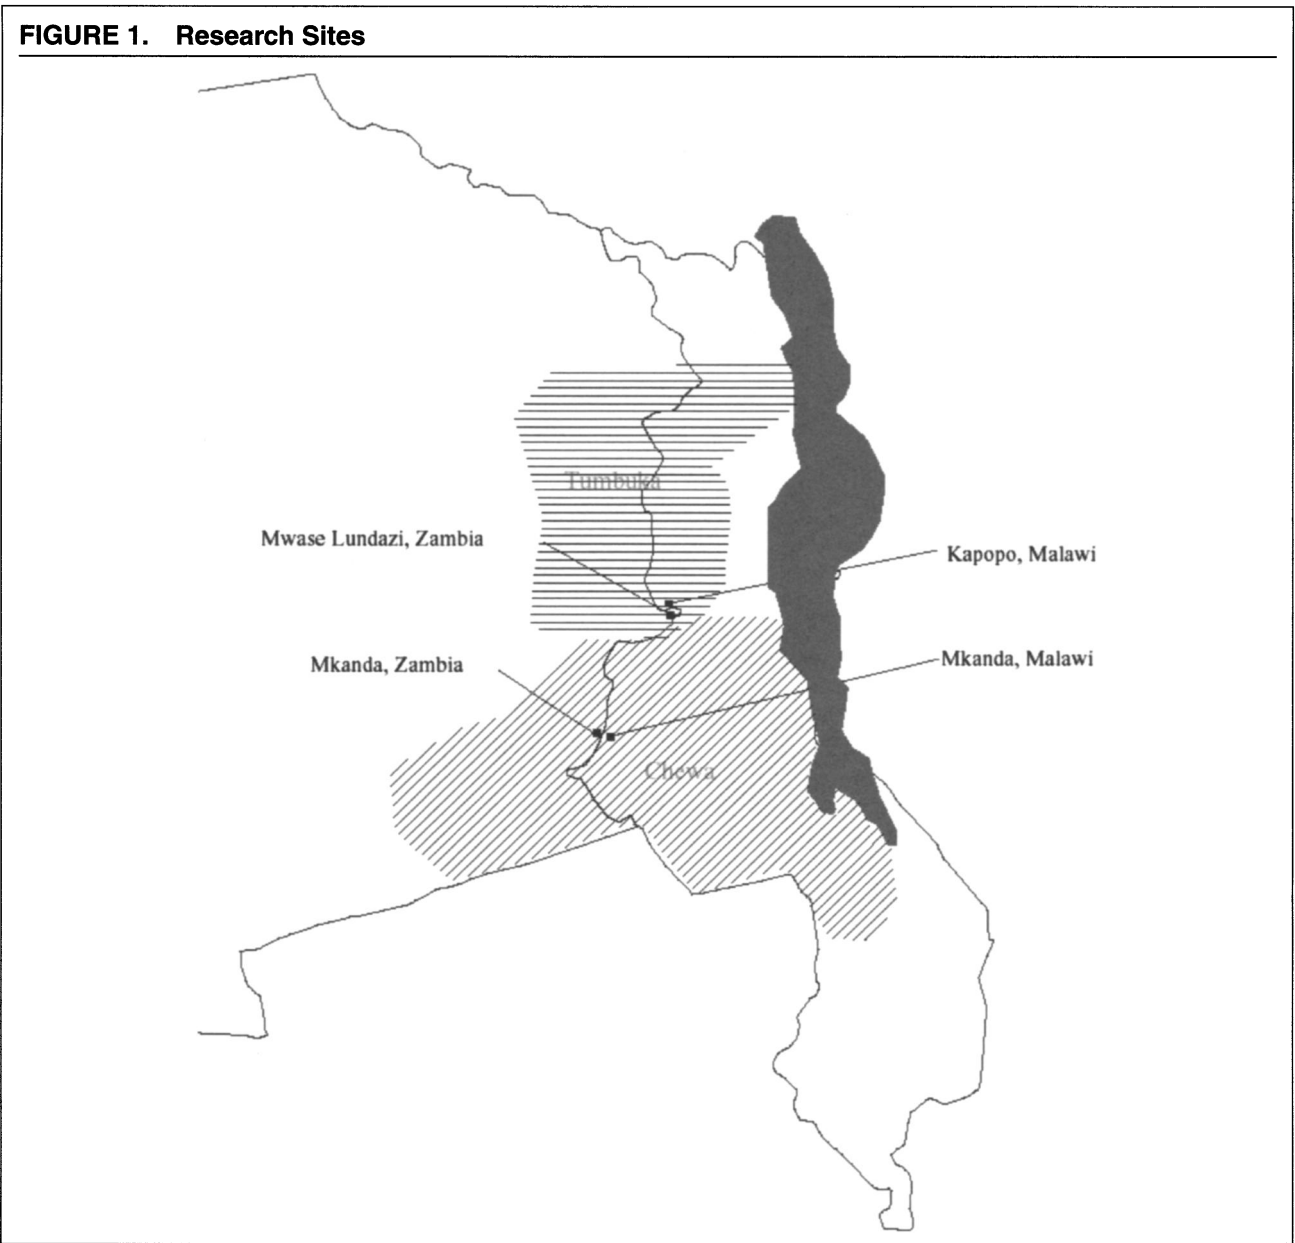 FIGURE 1. Research Sites
Tumbuka
Mwase Lundazi, Zambia
Kapopo, Malawi
Mkanda, Zambia
Mkanda, Malawi
Chewa